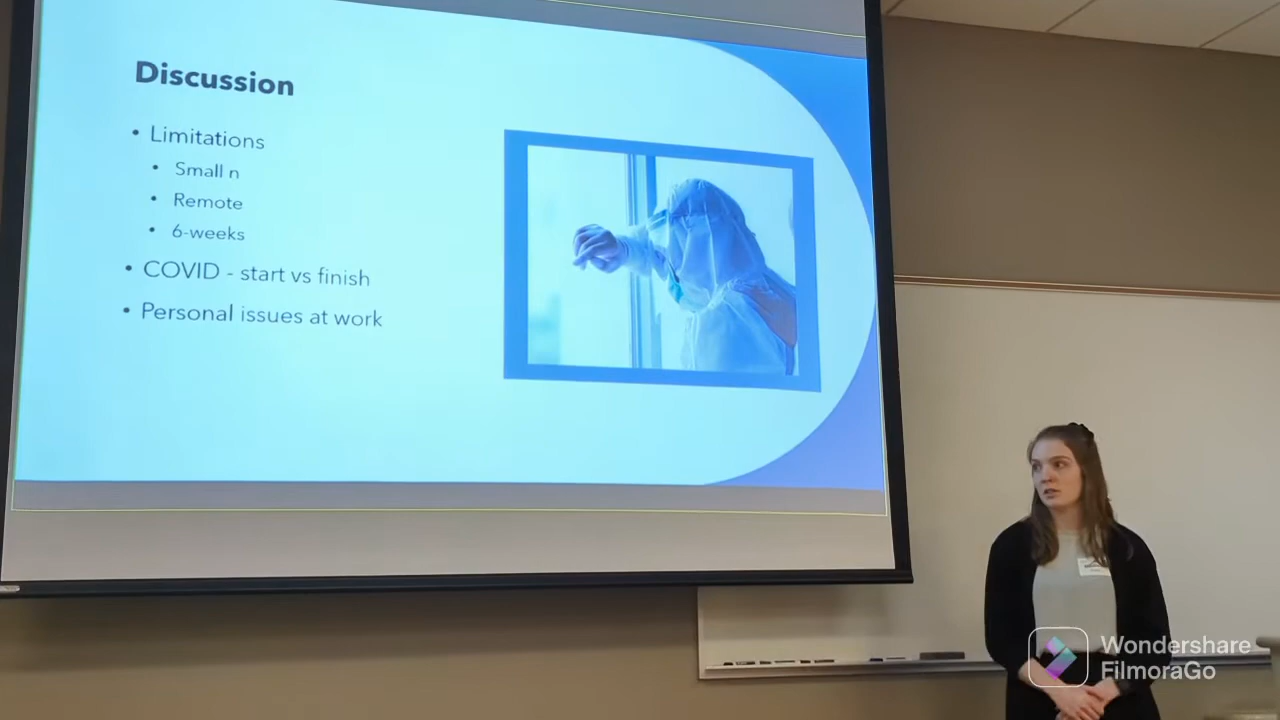 Discussion
• Limitations
• Small n
• Remote
• 6-weeks
• COVID - start vs finish
• Personal issues at work
Wondershare
FilmoraGo